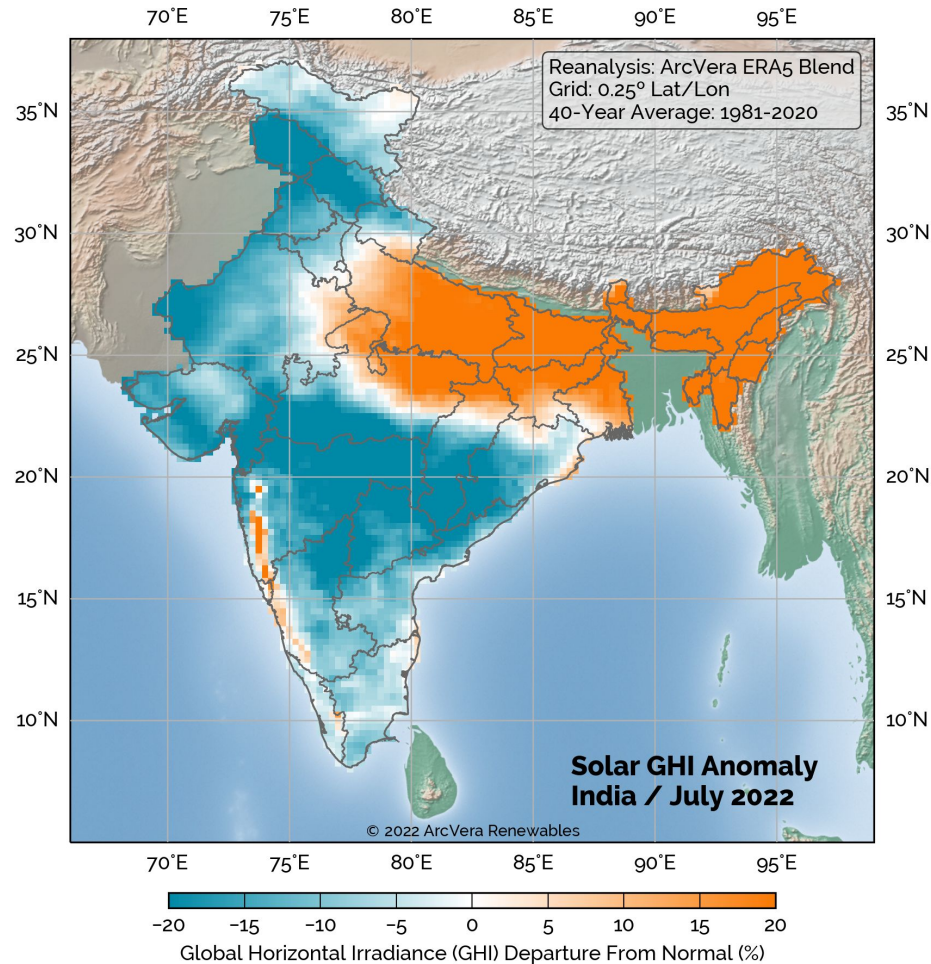 70°E 75°E 80°E 85°E 90°E 95°E
Reanalysis: ArcVera ERA5 Blend
Grid: 0.25º Lat/Lon
40-Year Average: 1981-2020
35°N
30°N
25°N
20°N
15°N
10°N
Solar GHI Anomaly
India / July 2022
© 2022 ArcVera Renewables
70°E 75°E 80°E 85°E 90°E 95°E
−20 −15 −10 −5 0 5 10 15 20
Global Horizontal Irradiance (GHI) Departure From Normal (%)
35°N
30°N
25°N
20°N
15°N
10°N